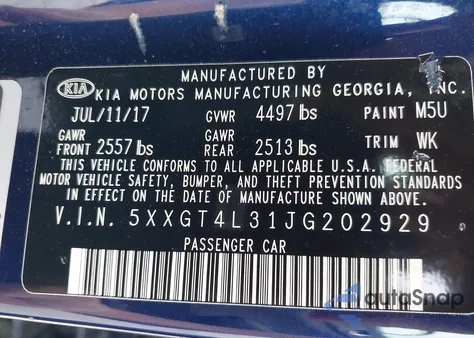 MANUFACTURED BY
KIA KIA MOTORS MANUFACTURING GEORGIA, INC.
JUL/11/17 GVWR 4497 lbs PAINT M5U
GAWR GAWR
FRONT 2557 lbs REAR 2513 lbs TRIM WK
THIS VEHICLE CONFORMS TO ALL APPLICABLE U.S.A. FEDERAL
MOTOR VEHICLE SAFETY, BUMPER, AND THEFT PREVENTION STANDARDS
IN EFFECT ON THE DATE OF MANUFACTURE SHOWN ABOVE.
V.I.N. 5XXGT4L31JG202929
PASSENGER CAR
autoSnap